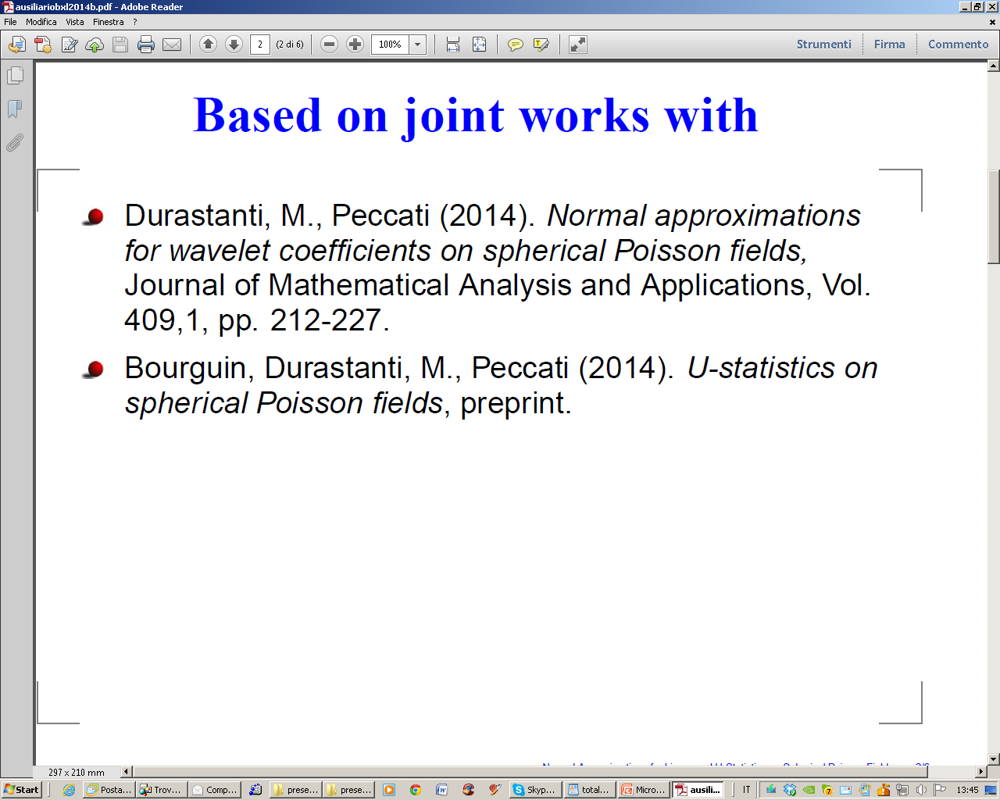 ausiliariobxl2014b.pdf - Adobe Reader
File Modifica Vista Finestra ?
2 (2 di 6) 100% Strumenti Firma Commento
Based on joint works with
Durastanti, M., Peccati (2014). Normal approximations
for wavelet coefficients on spherical Poisson fields,
Journal of Mathematical Analysis and Applications, Vol.
409,1, pp. 212-227.
Bourguin, Durastanti, M., Peccati (2014). U-statistics on
spherical Poisson fields, preprint.
297 x 210 mm
Start Posta... Trov... Comp... prese... prese... Skyp... total... Micro... ausili... IT 13:45